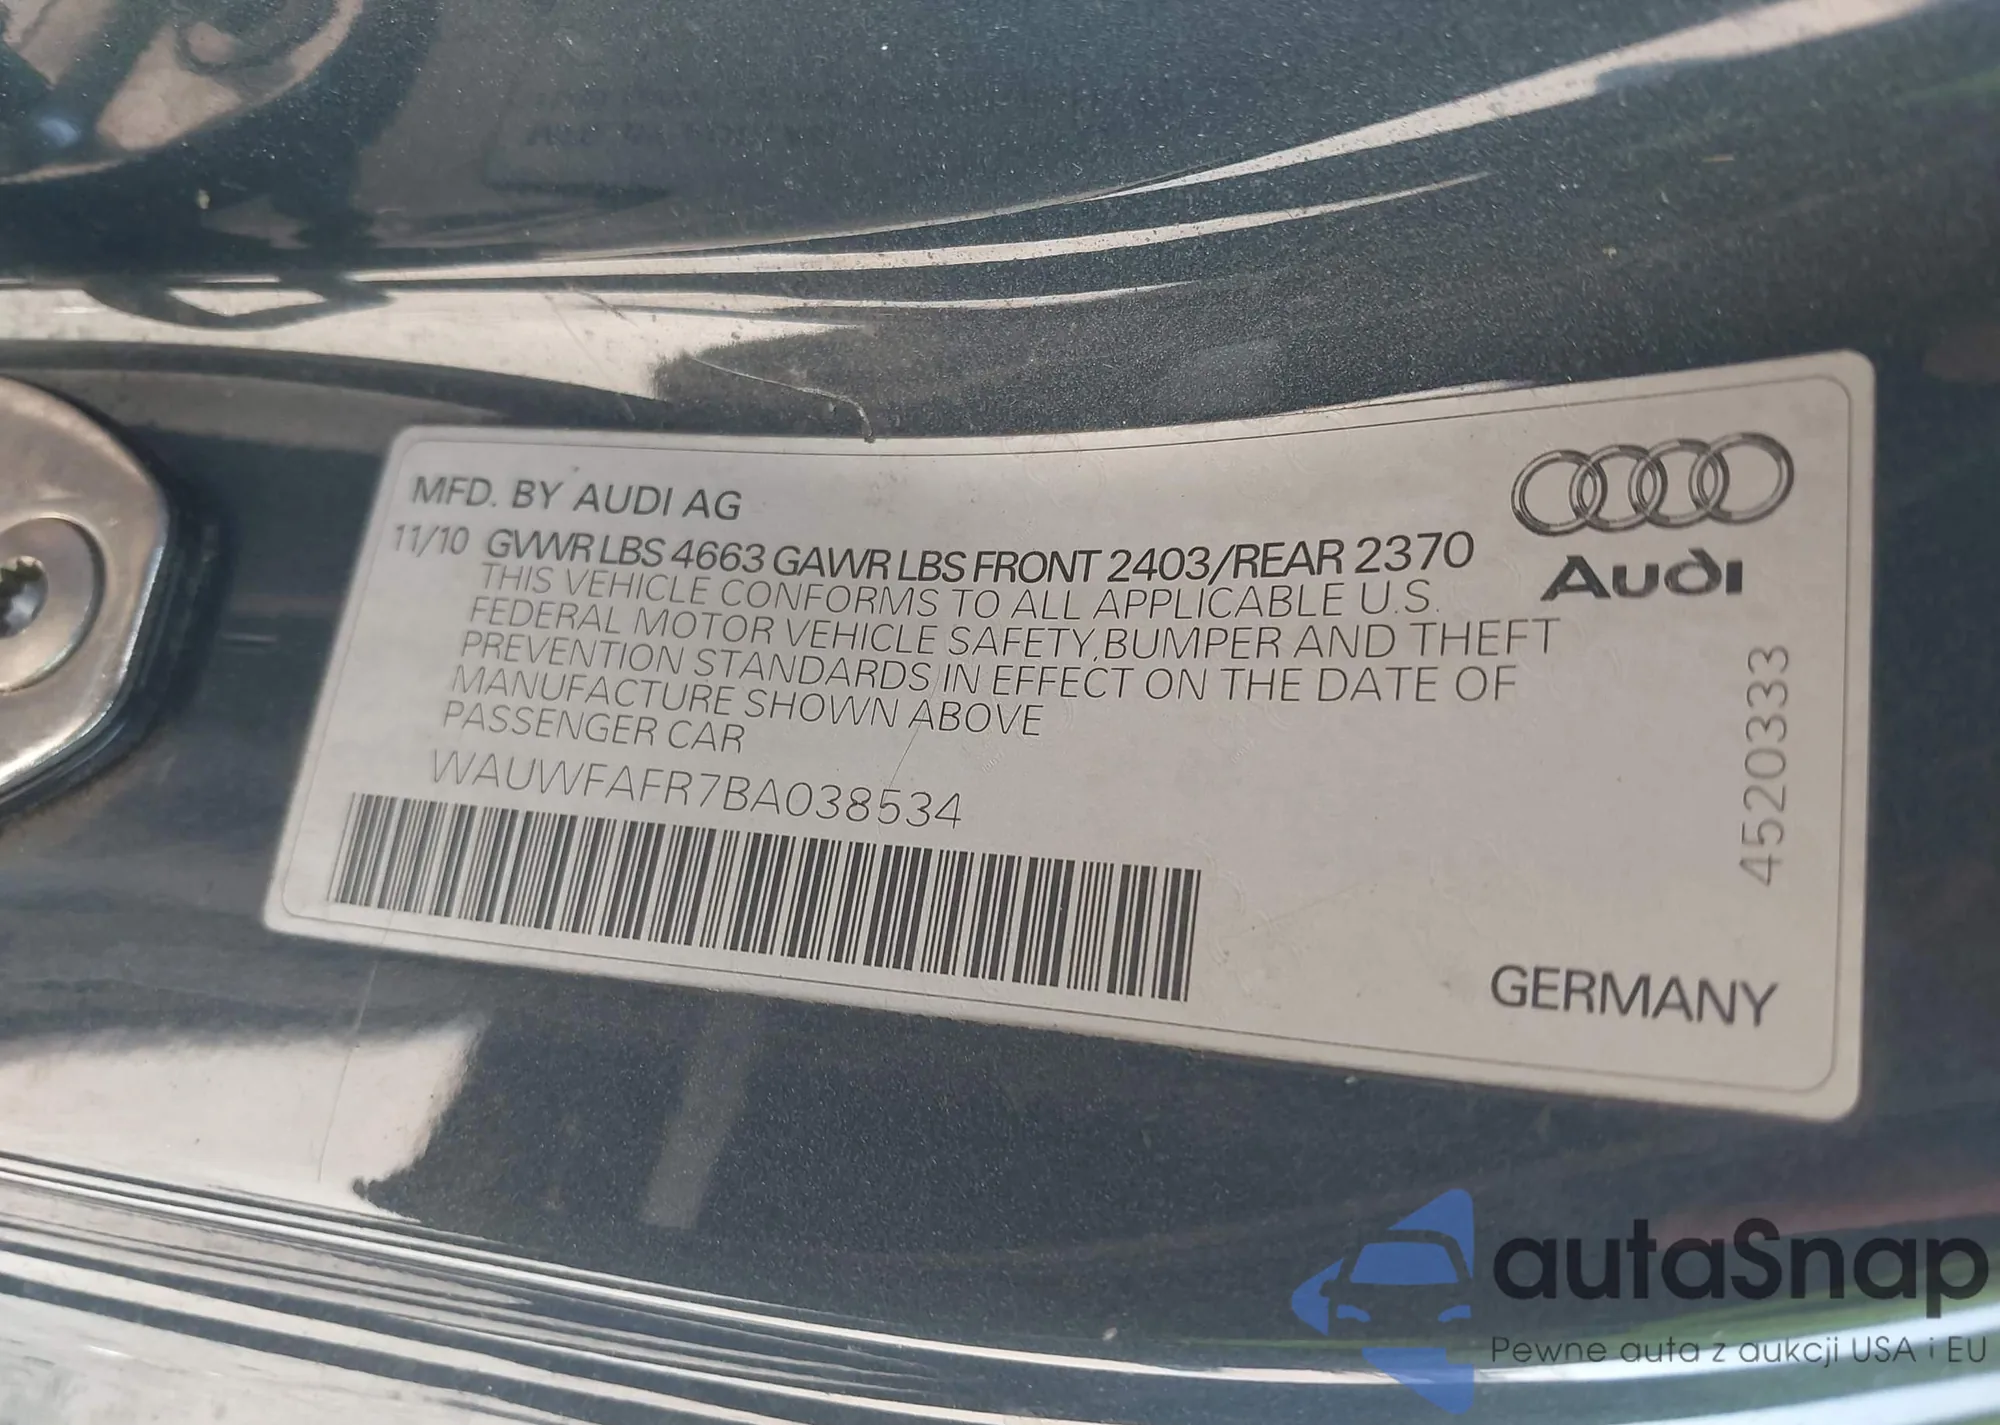 MFD. BY AUDI AG
11/10 GVWR LBS 4663 GAWR LBS FRONT 2403/REAR 2370
THIS VEHICLE CONFORMS TO ALL APPLICABLE U.S.
FEDERAL MOTOR VEHICLE SAFETY,BUMPER AND THEFT
PREVENTION STANDARDS IN EFFECT ON THE DATE OF
MANUFACTURE SHOWN ABOVE
PASSENGER CAR
WAUWFAFR7BA038534
Audi
4520333
GERMANY
autaSnap
Pewne auta z aukcji USA i EU